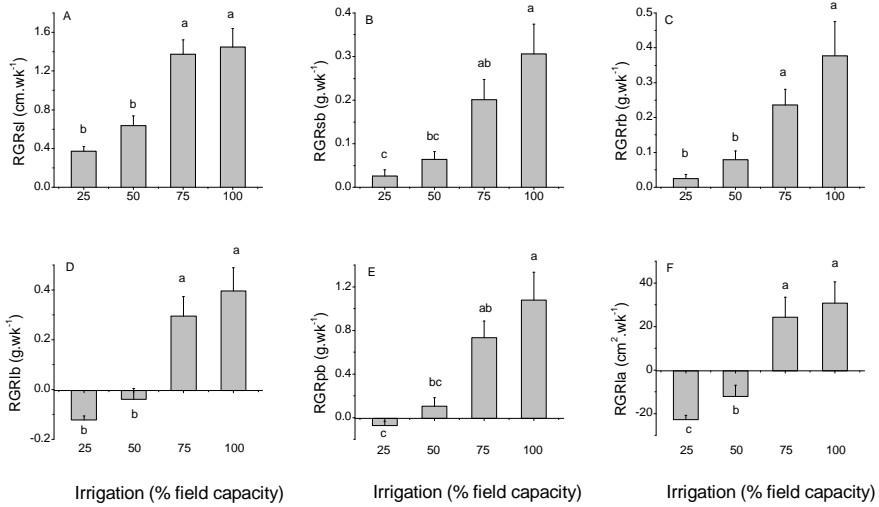 A
RGRsl (cm.wk⁻¹)
1.6
1.2
0.8
0.4
0.0
b
b
a
a
25 50 75 100
B
RGRsb (g.wk⁻¹)
0.4
0.3
0.2
0.1
0.0
c
bc
ab
a
25 50 75 100
C
RGRrb (g.wk⁻¹)
0.5
0.4
0.3
0.2
0.1
0.0
b
b
a
a
25 50 75 100
D
RGRlb (g.wk⁻¹)
0.4
0.2
0.0
-0.2
b
b
a
a
25 50 75 100
Irrigation (% field capacity)
E
RGRpb (g.wk⁻¹)
1.2
0.8
0.4
0.0
c
bc
ab
a
25 50 75 100
Irrigation (% field capacity)
F
RGRla (cm².wk⁻¹)
40
20
0
-20
c
b
a
a
25 50 75 100
Irrigation (% field capacity)